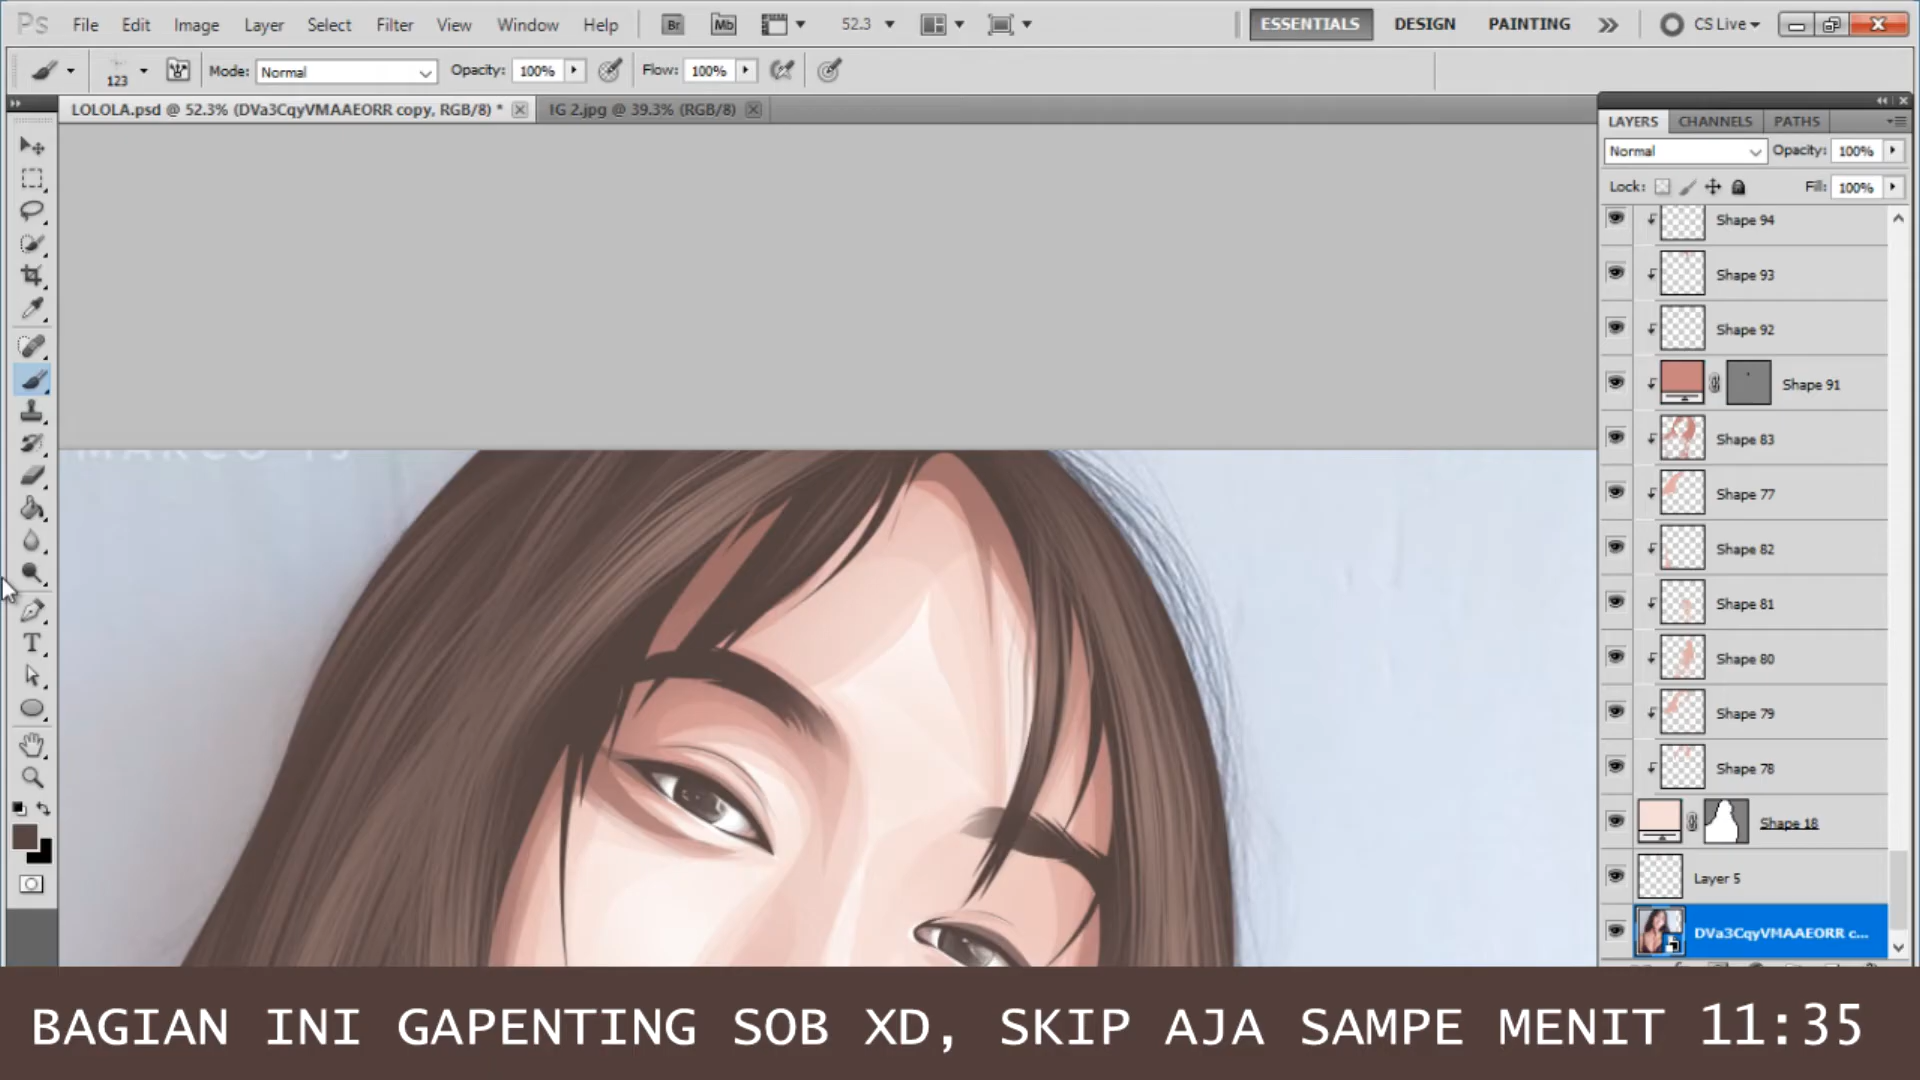 Ps File Edit Image Layer Select Filter View Window Help Br Mb 52.3 ESSENTIALS DESIGN PAINTING CS Live
123 Mode: Normal Opacity: 100% Flow: 100%
LOLOLA.psd @ 52.3% (DVa3CqyVMAAEORR copy, RGB/8) * IG 2.jpg @ 39.3% (RGB/8)
LAYERS CHANNELS PATHS
Normal Opacity: 100%
Lock: Fill: 100%
Shape 94
Shape 93
Shape 92
Shape 91
Shape 83
Shape 77
Shape 82
Shape 81
Shape 80
Shape 79
Shape 78
Shape 18
Layer 5
DVa3CqyVMAAEORR c...
T
BAGIAN INI GAPENTING SOB XD, SKIP AJA SAMPE MENIT 11:35